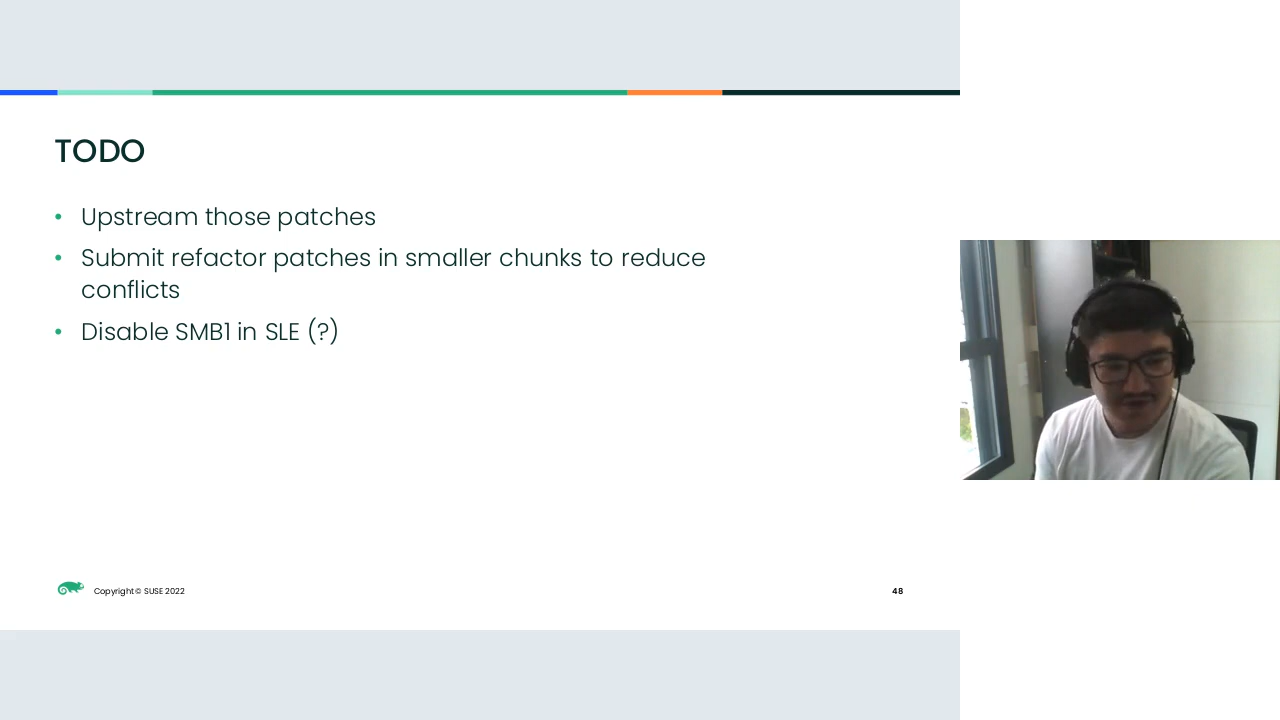 TODO
• Upstream those patches
• Submit refactor patches in smaller chunks to reduce
conflicts
• Disable SMB1 in SLE (?)
Copyright © SUSE 2022
48